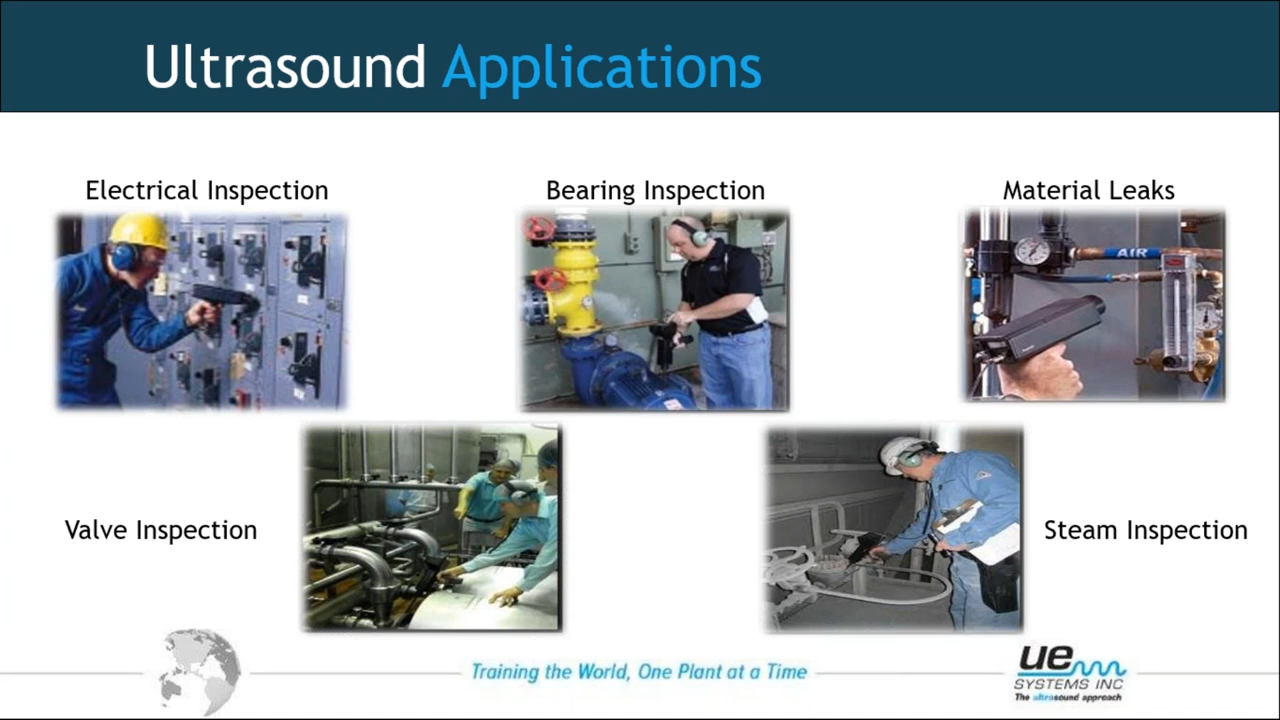 Ultrasound Applications
Electrical Inspection
Bearing Inspection
Material Leaks
AIR
Valve Inspection
Steam Inspection
Training the World, One Plant at a Time
ue
SYSTEMS INC
The ultrasound approach